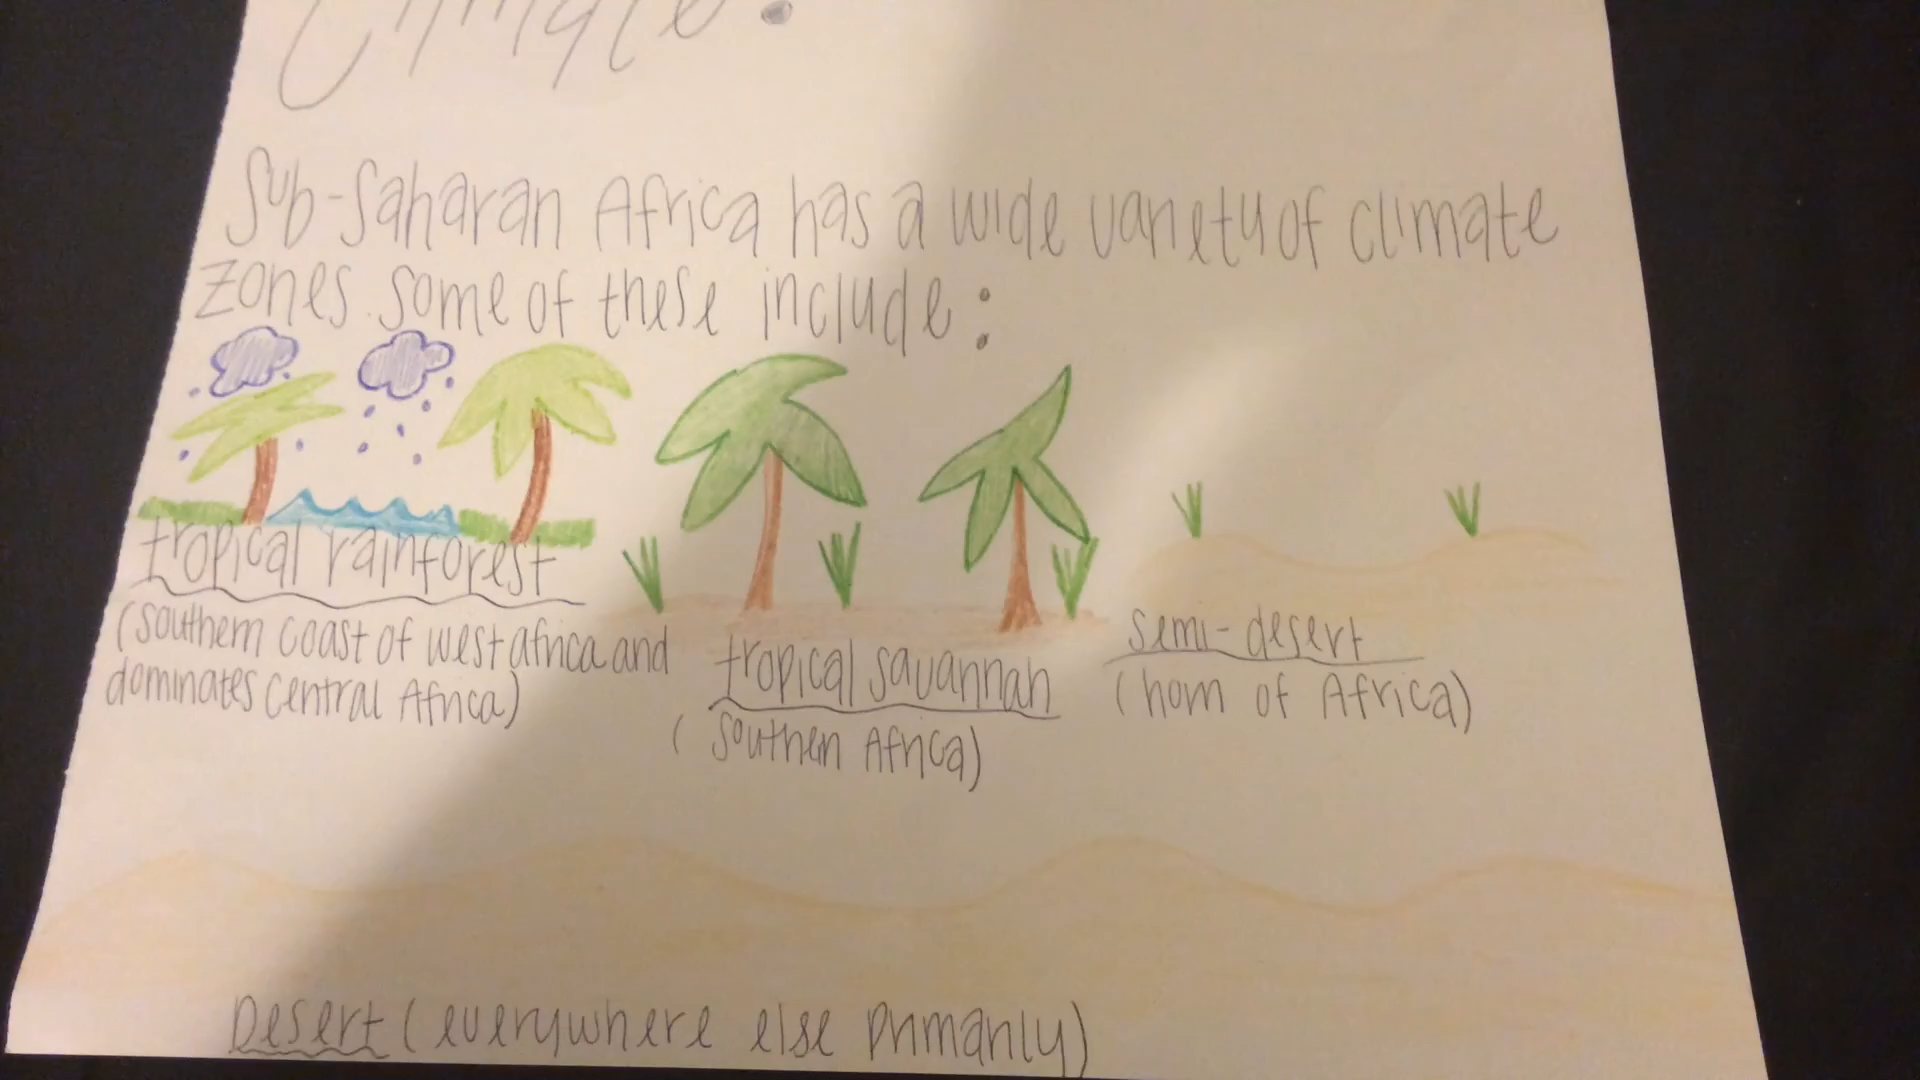 Climate:
Sub-Saharan Africa has a wide variety of climate
zones. some of these include:
tropical rainforest
(southern coast of west africa and
dominates central Africa)
tropical savannah
(southern Africa)
semi-desert
(horn of Africa)
Desert (everywhere else primarily)